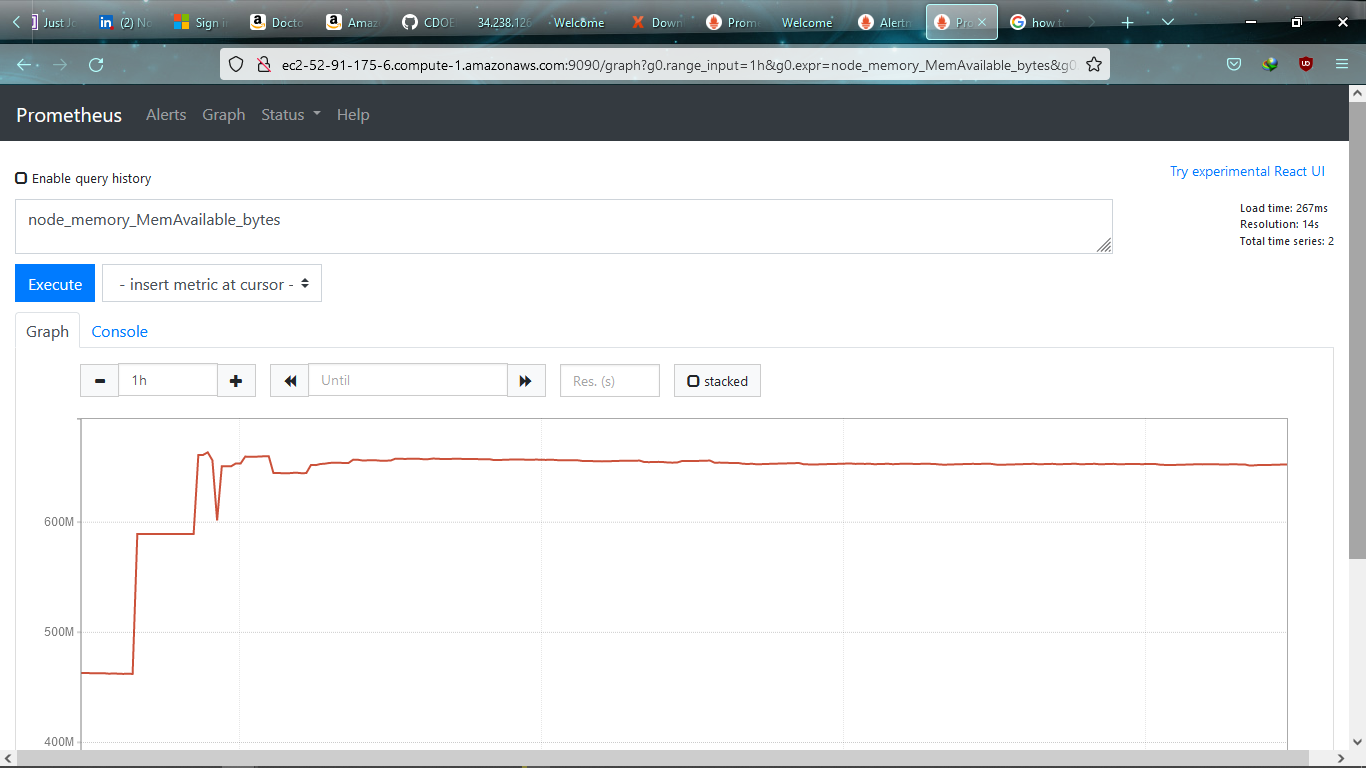 Just Jo
(2) No
Sign i
Docto
Amaz
CDOE
34.238.126
Welcome
Down
Prom
Welcome
Alertm
Pro
how t
ec2-52-91-175-6.compute-1.amazonaws.com:9090/graph?g0.range_input=1h&g0.expr=node_memory_MemAvailable_bytes&g0
Prometheus Alerts Graph Status Help
Try experimental React UI
Enable query history
node_memory_MemAvailable_bytes
Load time: 267ms
Resolution: 14s
Total time series: 2
Execute - insert metric at cursor -
Graph Console
1h Until Res. (s) stacked
600M
500M
400M